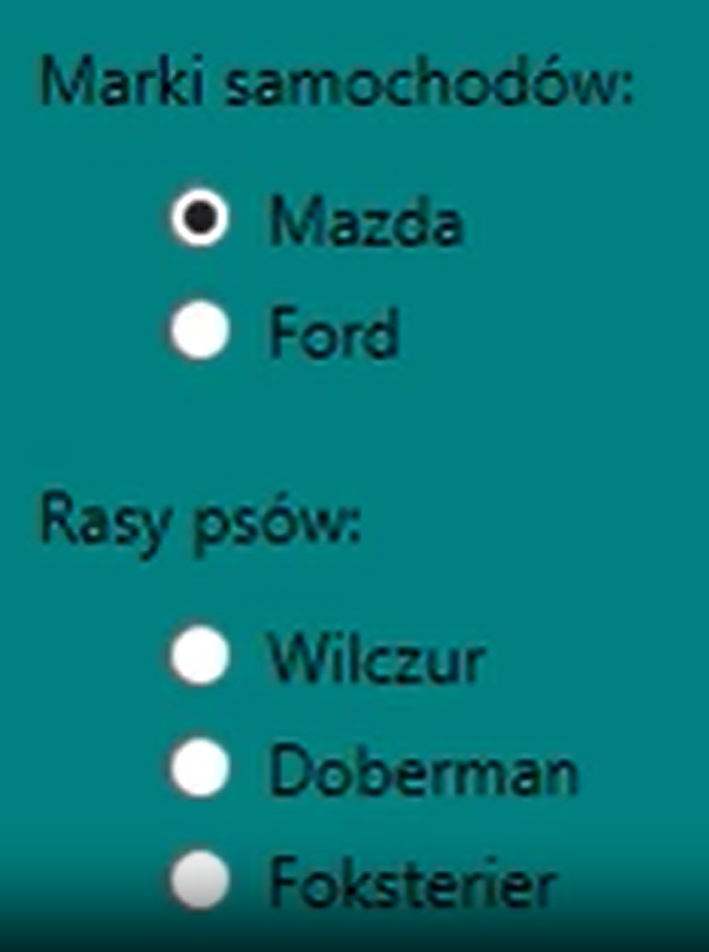 Marki samochodów:
Mazda
Ford
Rasy psów:
Wilczur
Doberman
Foksterier